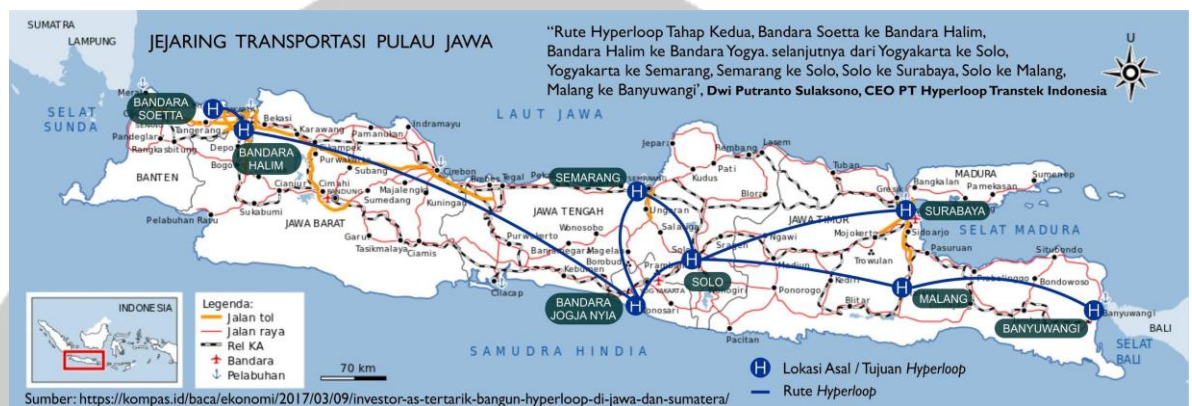 SUMATRA
LAMPUNG
JEJARING TRANSPORTASI PULAU JAWA
“Rute Hyperloop Tahap Kedua, Bandara Soetta ke Bandara Halim,
Bandara Halim ke Bandara Yogya. selanjutnya dari Yogyakarta ke Solo,
Yogyakarta ke Semarang, Semarang ke Solo, Solo ke Surabaya, Solo ke Malang,
Malang ke Banyuwangi’, Dwi Putranto Sulaksono, CEO PT Hyperloop Transtek Indonesia
U
SELAT
SUNDA
LAUT JAWA
BANDARA
SOETTA
H
H
BANDARA
HALIM
Tangerang
Bekasi
Karawang
Pamanukan
Indramayu
Pandeglang
Rangkasbitung
Purwakarta
Subang
Cirebon
BANTEN
Cianjur
Cimahi
BANDUNG
Majalengka
Sumedang
Kuningan
Sukabumi
Pelabuhan Ratu
JAWA BARAT
Garut
Tasikmalaya
Ciamis
Tegal
SEMARANG
H
Jepara
Kudus
Pati
Rembang
Lasem
Blora
Tuban
Ungaran
JAWA TENGAH
Wonosobo
Purwokerto
Kebumen
Cilacap
BANDARA
JOGJA NYIA
H
H
SOLO
Ngawi
Madiun
Ponorogo
Pacitan
JAWA TIMUR
Gresik
Bangkalan
MADURA
Pamekasan
Sumenep
H
SURABAYA
SELAT MADURA
Mojokerto
Sidoarjo
Trowulan
Pasuruan
Probolinggo
Situbondo
Bondowoso
Kediri
Blitar
H
MALANG
BANYUWANGI
H
Banyuwangi
BALI
SELAT
BALI
SAMUDRA HINDIA
INDONESIA
Legenda:
Jalan tol
Jalan raya
Rel KA
Bandara
Pelabuhan
70 km
H Lokasi Asal / Tujuan Hyperloop
Rute Hyperloop
Sumber: https://kompas.id/baca/ekonomi/2017/03/09/investor-as-tertarik-bangun-hyperloop-di-jawa-dan-sumatera/